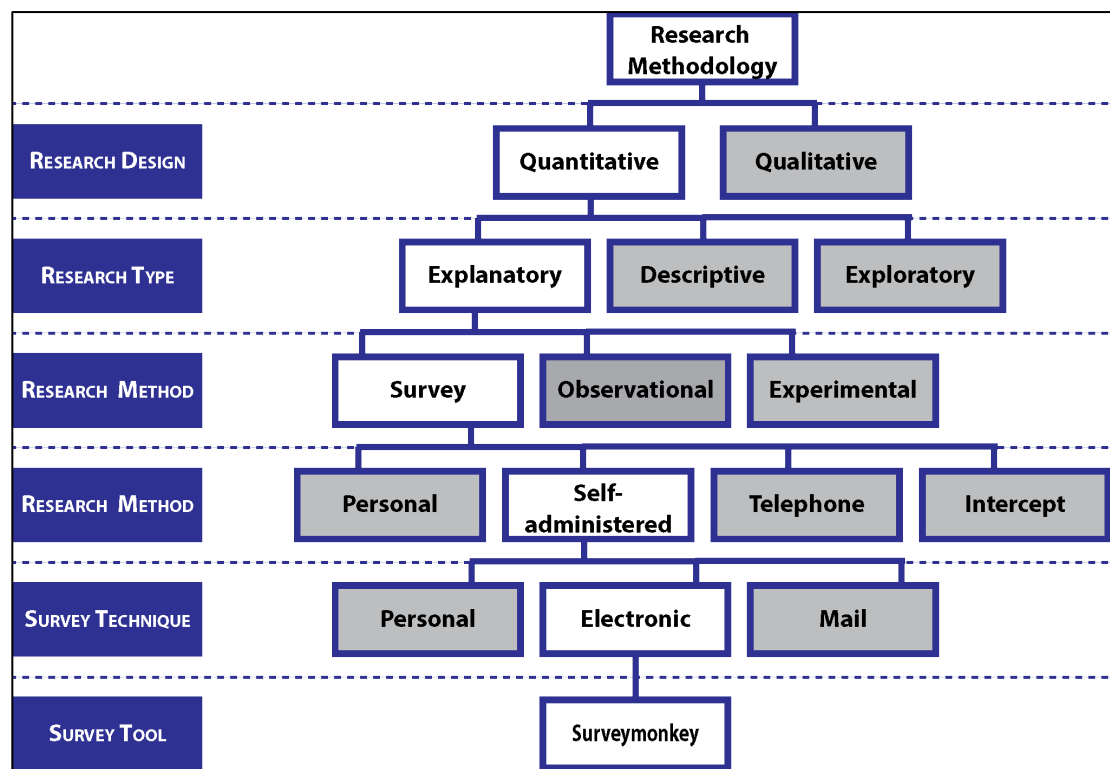 Research
Methodology
RESEARCH DESIGN
Quantitative
Qualitative
RESEARCH TYPE
Explanatory
Descriptive
Exploratory
RESEARCH METHOD
Survey
Observational
Experimental
RESEARCH METHOD
Personal
Self-
administered
Telephone
Intercept
SURVEY TECHNIQUE
Personal
Electronic
Mail
SURVEY TOOL
Surveymonkey